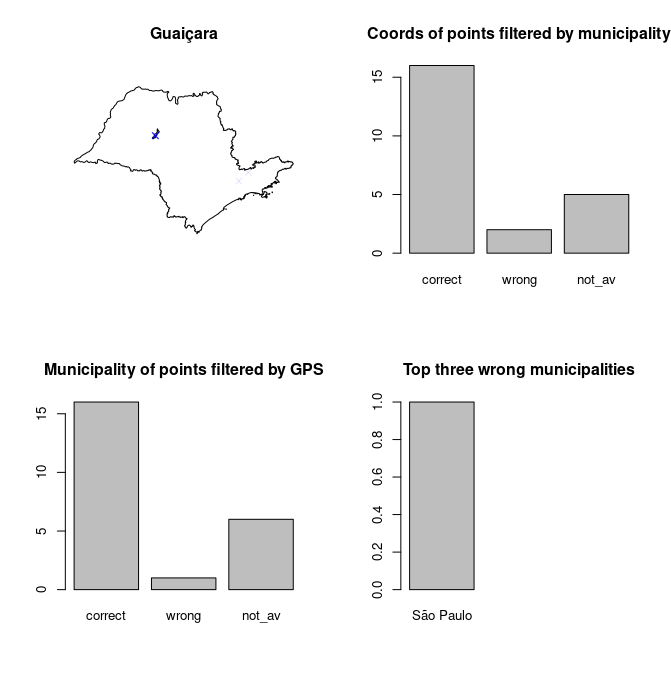 Guaiçara
Coords of points filtered by municipality
15
10
5
0
correct wrong not_av
Municipality of points filtered by GPS
15
10
5
0
correct wrong not_av
Top three wrong municipalities
1.0
0.8
0.6
0.4
0.2
0.0
São Paulo